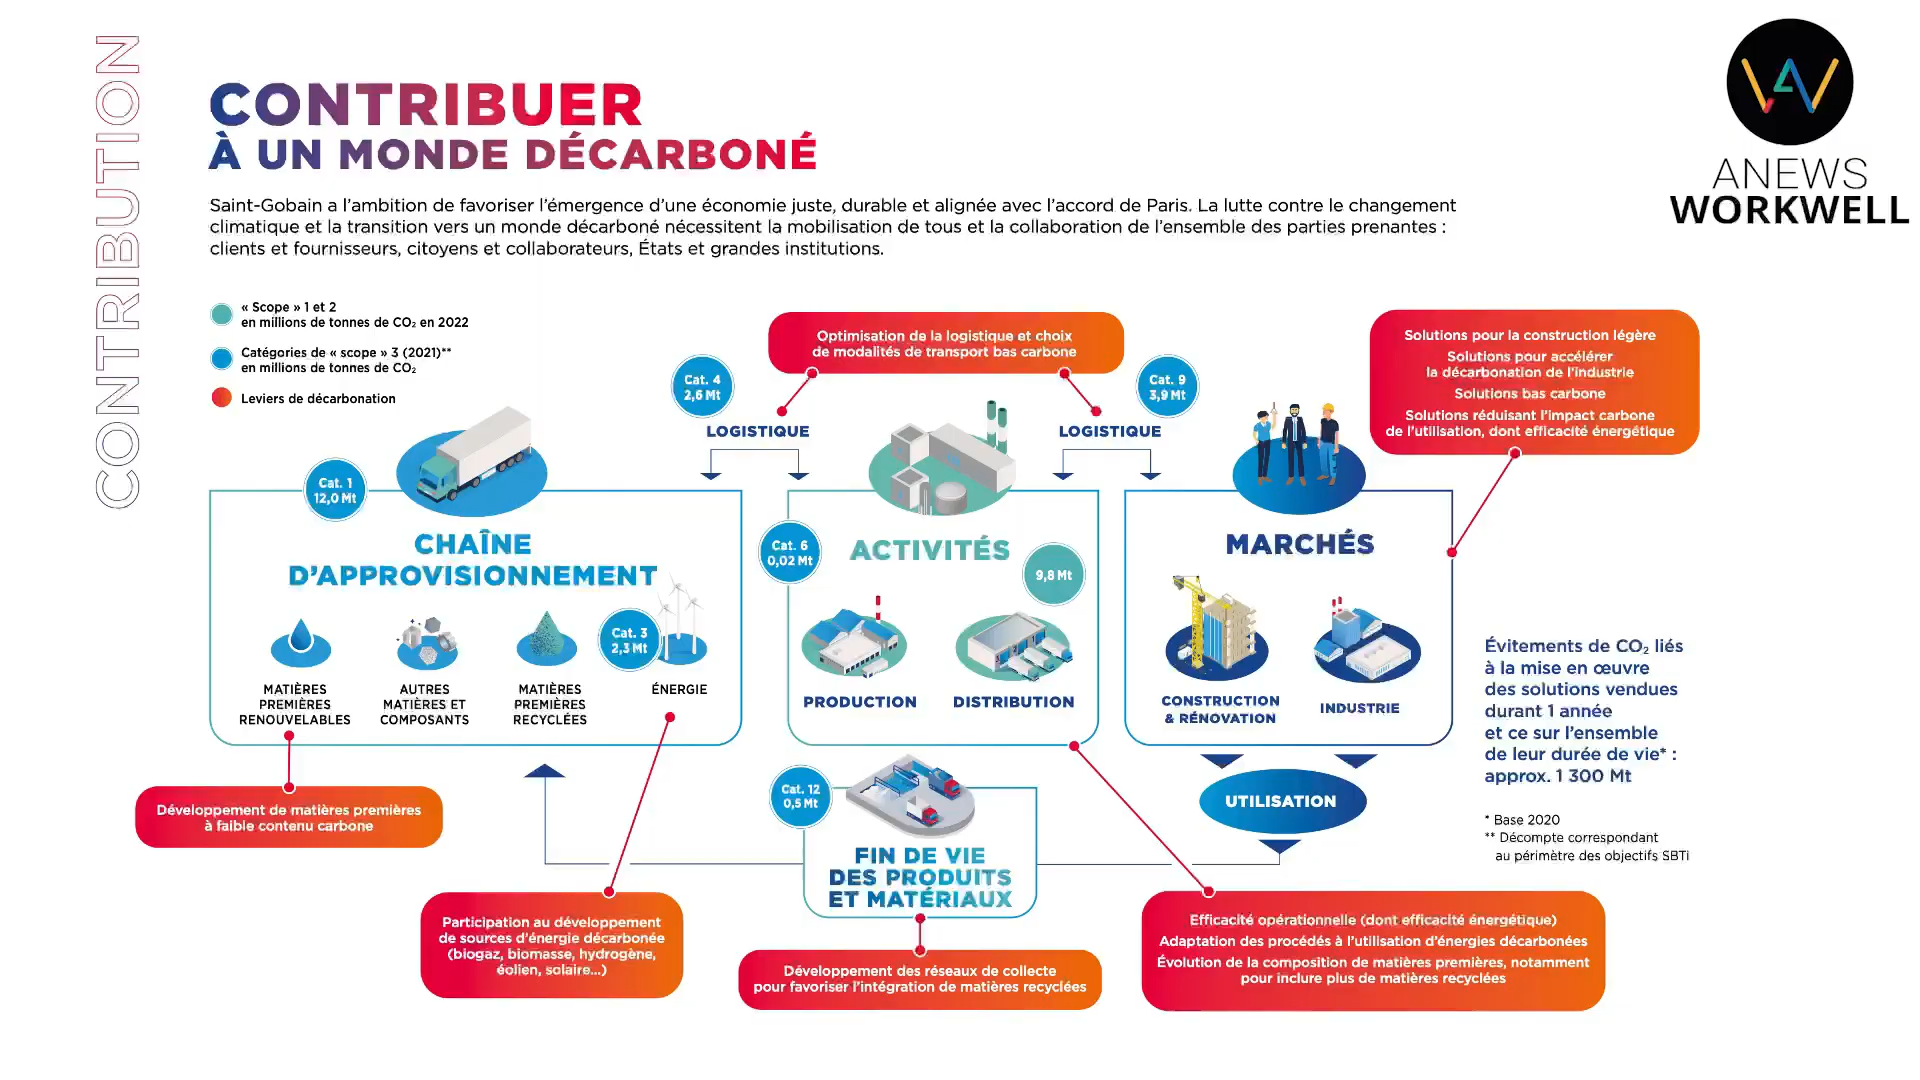 CONTRIBUTION
CONTRIBUER
À UN MONDE DÉCARBONÉ
ANEWS
WORKWELL
Saint-Gobain a l'ambition de favoriser l'émergence d'une économie juste, durable et alignée avec l'accord de Paris. La lutte contre le changement
climatique et la transition vers un monde décarboné nécessitent la mobilisation de tous et la collaboration de l'ensemble des parties prenantes :
clients et fournisseurs, citoyens et collaborateurs, États et grandes institutions.
« Scope » 1 et 2
en millions de tonnes de CO₂ en 2022
Catégories de « scope » 3 (2021)**
en millions de tonnes de CO₂
Leviers de décarbonation
Optimisation de la logistique et choix
de modalités de transport bas carbone
Solutions pour la construction légère
Solutions pour accélérer
la décarbonation de l'industrie
Solutions bas carbone
Solutions réduisant l'impact carbone
de l'utilisation, dont efficacité énergétique
Cat. 4
2,6 Mt
LOGISTIQUE
Cat. 9
3,9 Mt
LOGISTIQUE
Cat. 1
12,0 Mt
CHAÎNE
D'APPROVISIONNEMENT
Cat. 3
2,3 Mt
MATIÈRES
PREMIÈRES
RENOUVELABLES
AUTRES
MATIÈRES ET
COMPOSANTS
MATIÈRES
PREMIÈRES
RECYCLÉES
ÉNERGIE
Cat. 6
0,02 Mt
ACTIVITÉS
9,8 Mt
PRODUCTION
DISTRIBUTION
MARCHÉS
CONSTRUCTION
& RÉNOVATION
INDUSTRIE
Évitements de CO₂ liés
à la mise en œuvre
des solutions vendues
durant 1 année
et ce sur l'ensemble
de leur durée de vie* :
approx. 1 300 Mt
* Base 2020
** Décompte correspondant
au périmètre des objectifs SBTi
UTILISATION
Cat. 12
0,5 Mt
FIN DE VIE
DES PRODUITS
ET MATÉRIAUX
Développement de matières premières
à faible contenu carbone
Participation au développement
de sources d'énergie décarbonée
(biogaz, biomasse, hydrogène,
éolien, solaire...)
Développement des réseaux de collecte
pour favoriser l'intégration de matières recyclées
Efficacité opérationnelle (dont efficacité énergétique)
Adaptation des procédés à l'utilisation d'énergies décarbonées
Évolution de la composition de matières premières, notamment
pour inclure plus de matières recyclées